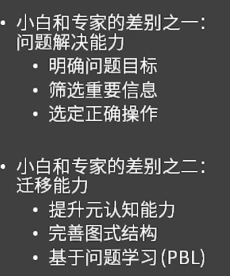 • 小白和专家的差别之一：
问题解决能力
• 明确问题目标
• 筛选重要信息
• 选定正确操作
• 小白和专家的差别之二：
迁移能力
• 提升元认知能力
• 完善图式结构
• 基于问题学习(PBL)